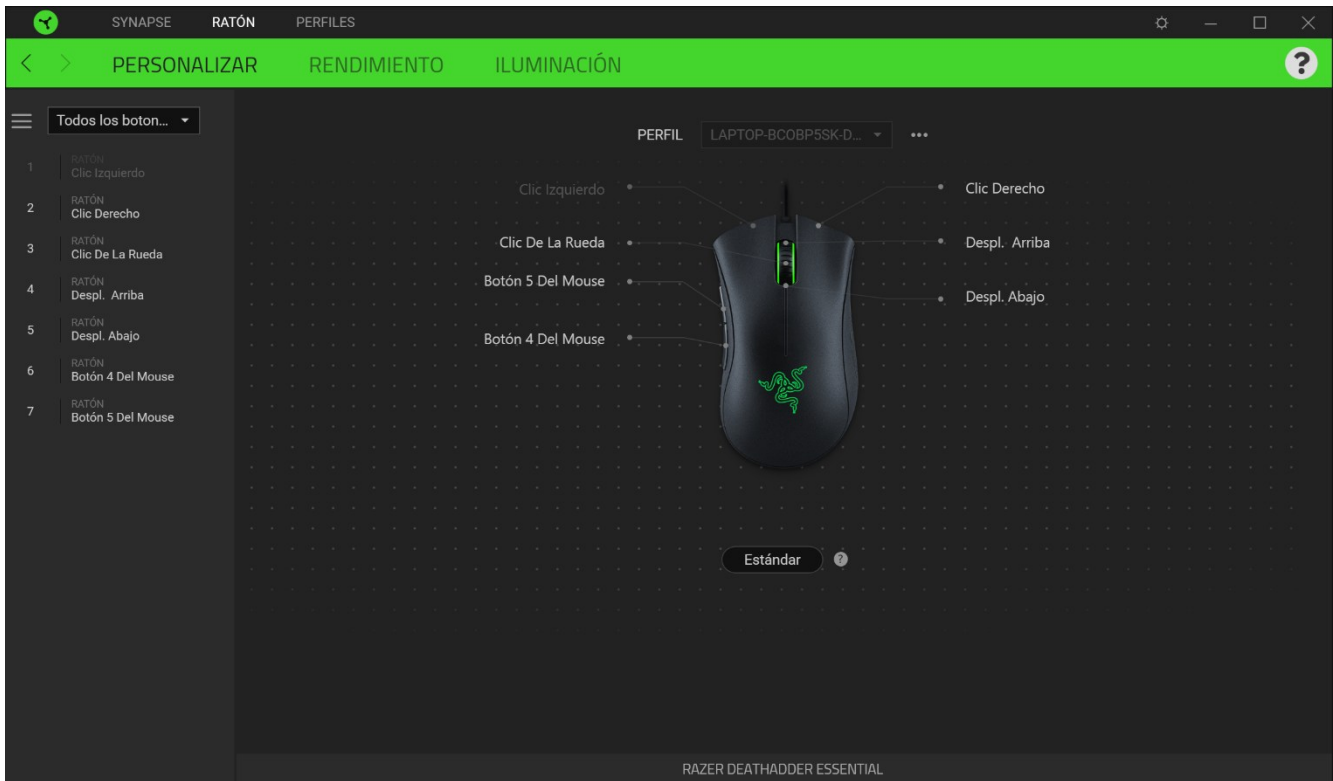 SYNAPSE RATÓN PERFILES
PERSONALIZAR RENDIMIENTO ILUMINACIÓN ?
Todos los boton...
PERFIL LAPTOP-BCOBP5SK-D...
1 RATÓN
Clic Izquierdo
2 RATÓN
Clic Derecho
3 RATÓN
Clic De La Rueda
4 RATÓN
Despl. Arriba
5 RATÓN
Despl. Abajo
6 RATÓN
Botón 4 Del Mouse
7 RATÓN
Botón 5 Del Mouse
Clic Izquierdo
Clic De La Rueda
Botón 5 Del Mouse
Botón 4 Del Mouse
Clic Derecho
Despl. Arriba
Despl. Abajo
Estándar ?
RAZER DEATHADDER ESSENTIAL